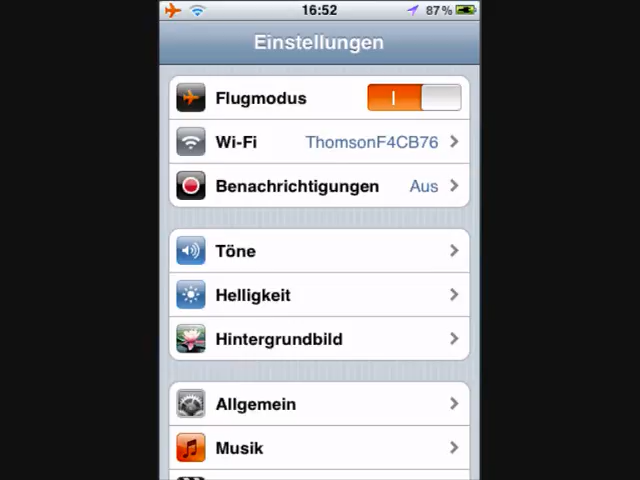 16:52 87%
Einstellungen
Flugmodus
Wi-Fi ThomsonF4CB76
Benachrichtigungen Aus
Töne
Helligkeit
Hintergrundbild
Allgemein
Musik